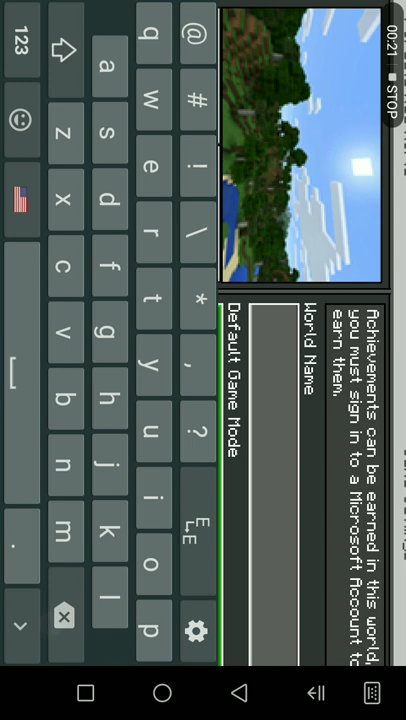 00:21 STOP
Achievements can be earned in this world,
you must sign in to a Microsoft Account to
earn them.
World Name
Default Game Mode
@ # ! \ * , ? E E
q w e r t y u i o p
a s d f g h j k l
z x c v b n m
123 .